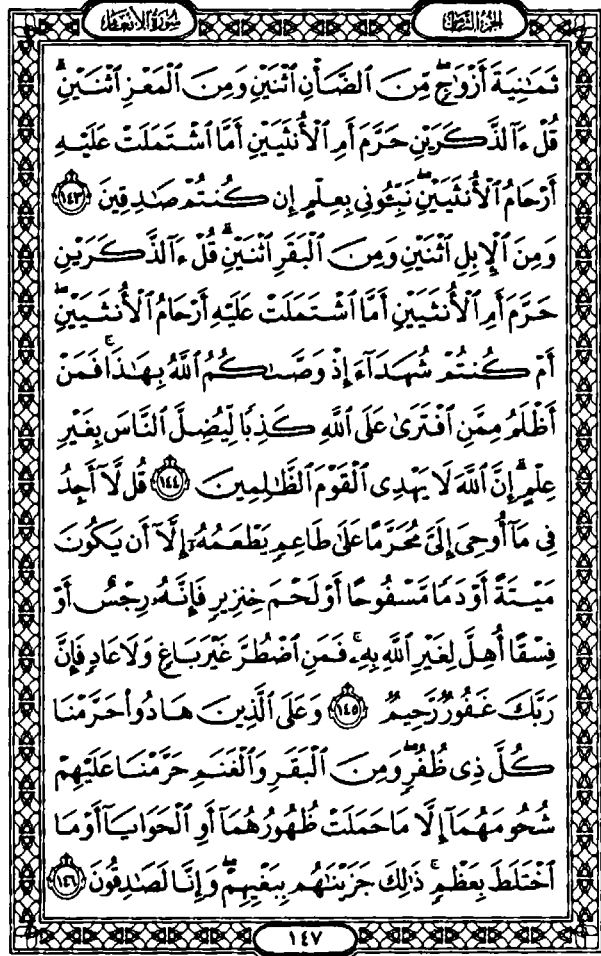 الجزء الثامن
سورة الأنعام
ثَمَٰنِيَةَ أَزْوَٰجٍۖ مِّنَ ٱلضَّأْنِ ٱثْنَيْنِ وَمِنَ ٱلْمَعْزِ ٱثْنَيْنِۗ
قُلْ ءَآلذَّكَرَيْنِ حَرَّمَ أَمِ ٱلْأُنثَيَيْنِ أَمَّا ٱشْتَمَلَتْ عَلَيْهِ
أَرْحَامُ ٱلْأُنثَيَيْنِۖ نَبِّـُٔونِى بِعِلْمٍ إِن كُنتُمْ صَٰدِقِينَ ١٤٣
وَمِنَ ٱلْإِبِلِ ٱثْنَيْنِ وَمِنَ ٱلْبَقَرِ ٱثْنَيْنِۗ قُلْ ءَآلذَّكَرَيْنِ
حَرَّمَ أَمِ ٱلْأُنثَيَيْنِ أَمَّا ٱشْتَمَلَتْ عَلَيْهِ أَرْحَامُ ٱلْأُنثَيَيْنِۖ
أَمْ كُنتُمْ شُهَدَآءَ إِذْ وَصَّىٰكُمُ ٱللَّهُ بِهَٰذَاۚ فَمَنْ
أَظْلَمُ مِمَّنِ ٱفْتَرَىٰ عَلَى ٱللَّهِ كَذِبًا لِّيُضِلَّ ٱلنَّاسَ بِغَيْرِ
عِلْمٍۗ إِنَّ ٱللَّهَ لَا يَهْدِى ٱلْقَوْمَ ٱلظَّٰلِمِينَ ١٤٤ قُل لَّآ أَجِدُ
فِى مَآ أُوحِىَ إِلَىَّ مُحَرَّمًا عَلَىٰ طَاعِمٍ يَطْعَمُهُۥٓ إِلَّآ أَن يَكُونَ
مَيْتَةً أَوْ دَمًا مَّسْفُوحًا أَوْ لَحْمَ خِنزِيرٍ فَإِنَّهُۥ رِجْسٌ أَوْ
فِسْقًا أُهِلَّ لِغَيْرِ ٱللَّهِ بِهِۦۚ فَمَنِ ٱضْطُرَّ غَيْرَ بَاغٍ وَلَا عَادٍ فَإِنَّ
رَبَّكَ غَفُورٌ رَّحِيمٌ ١٤٥ وَعَلَى ٱلَّذِينَ هَادُوا۟ حَرَّمْنَا
كُلَّ ذِى ظُفُرٍۖ وَمِنَ ٱلْبَقَرِ وَٱلْغَنَمِ حَرَّمْنَا عَلَيْهِمْ
شُحُومَهُمَآ إِلَّا مَا حَمَلَتْ ظُهُورُهُمَآ أَوِ ٱلْحَوَايَآ أَوْ مَا
ٱخْتَلَطَ بِعَظْمٍۚ ذَٰلِكَ جَزَيْنَٰهُم بِبَغْيِهِمْۖ وَإِنَّا لَصَٰدِقُونَ ١٤٦
١٤٧